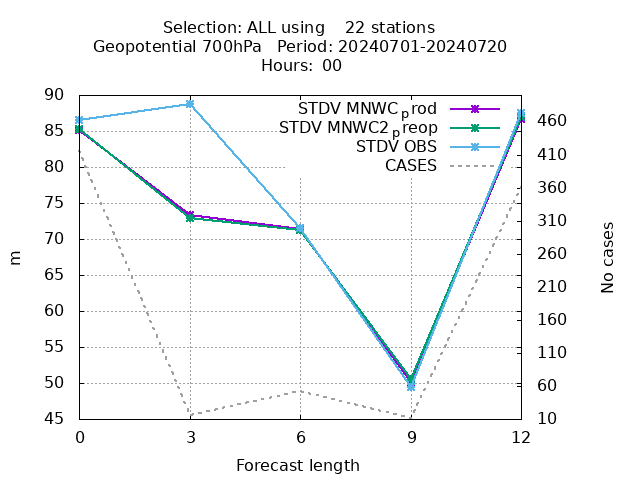 Selection: ALL using 22 stations
Geopotential 700hPa Period: 20240701-20240720
Hours: 00
STDV MNWCprod
STDV MNWC2preop
STDV OBS
CASES
90
85
80
75
70
65
60
55
50
45
m
460
410
360
310
260
210
160
110
60
10
No cases
0 3 6 9 12
Forecast length